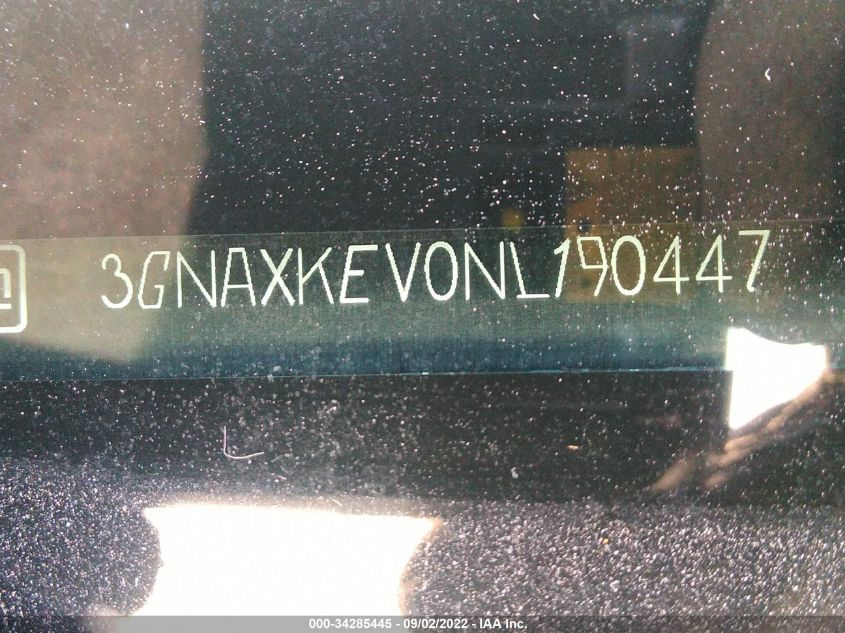 3GNAXKEV0NL190447
000-34285445 - 09/02/2022 - IAA Inc.